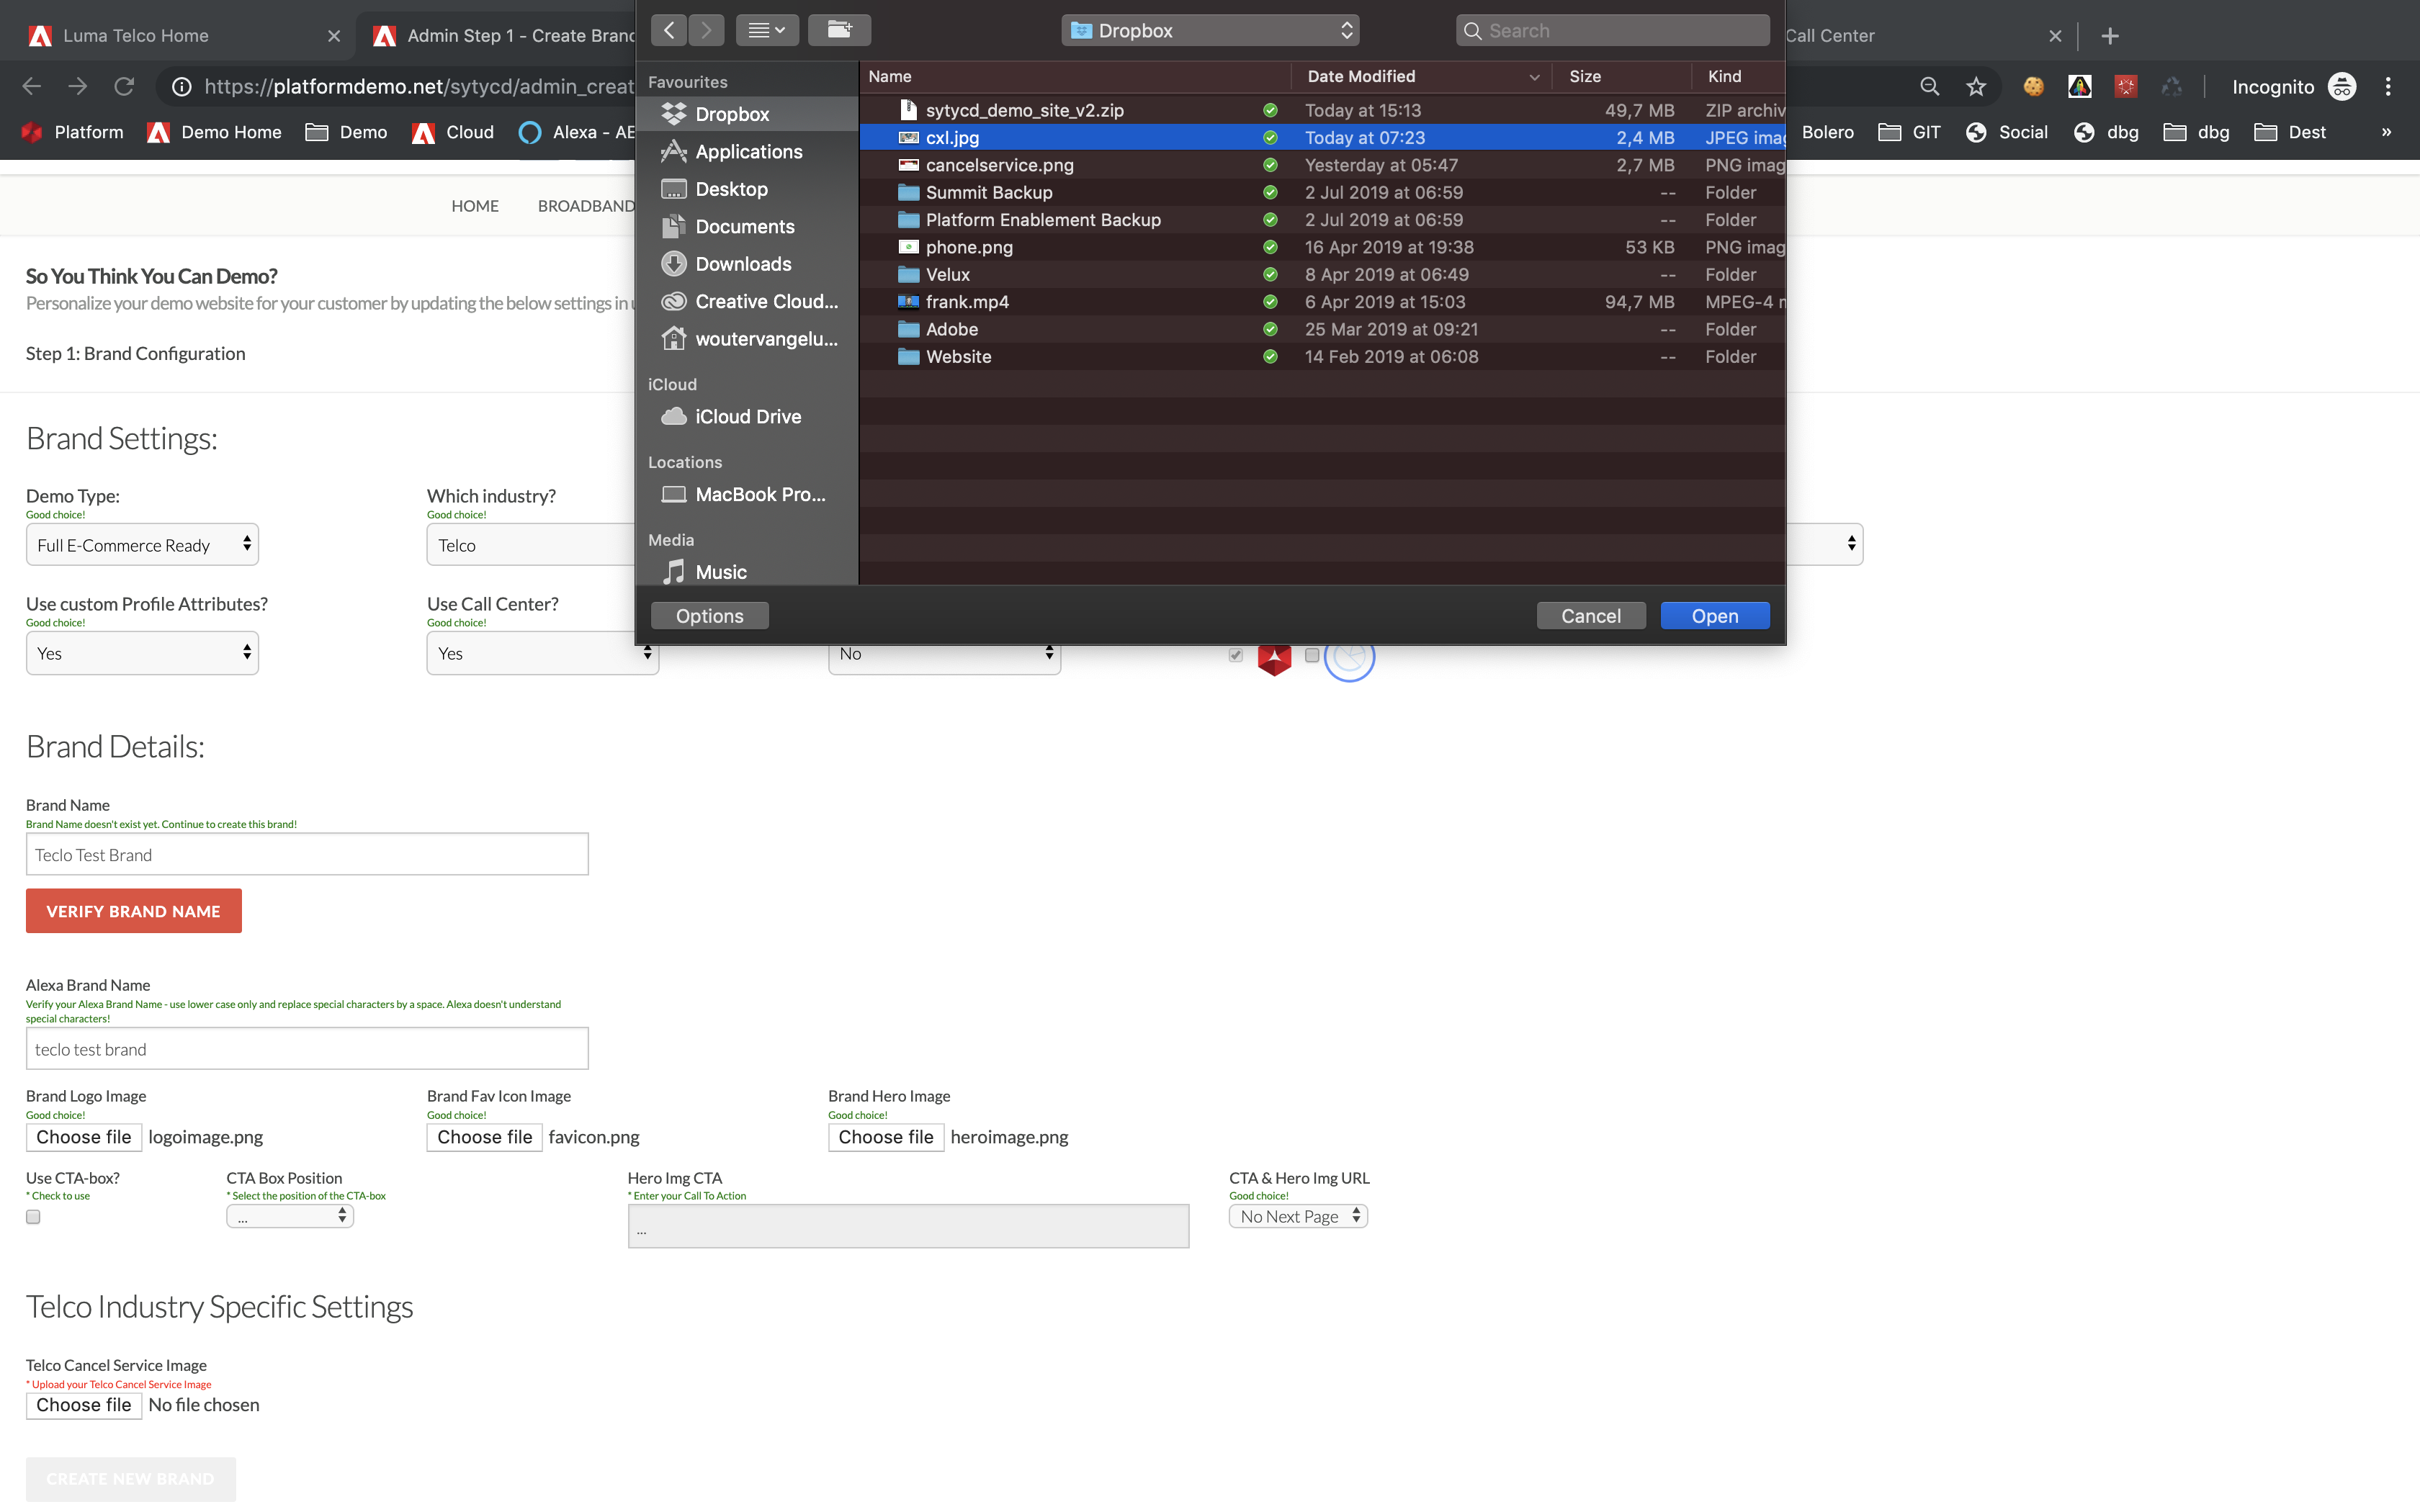 Luma Telco Home
Admin Step 1 - Create Branc
Call Center
https://platformdemo.net/sytycd/admin_creat
Incognito
Platform
Demo Home
Demo
Cloud
Alexa - AE
Bolero
GIT
Social
dbg
dbg
Dest
»
Dropbox
Search
Favourites
Dropbox
Applications
Desktop
Documents
Downloads
Creative Cloud...
woutervangelu...
iCloud
iCloud Drive
Locations
MacBook Pro...
Media
Music
Name Date Modified Size Kind
sytycd_demo_site_v2.zip Today at 15:13 49,7 MB ZIP archiv
cxl.jpg Today at 07:23 2,4 MB JPEG imag
cancelservice.png Yesterday at 05:47 2,7 MB PNG imag
Summit Backup 2 Jul 2019 at 06:59 -- Folder
Platform Enablement Backup 2 Jul 2019 at 06:59 -- Folder
phone.png 16 Apr 2019 at 19:38 53 KB PNG imag
Velux 8 Apr 2019 at 06:49 -- Folder
frank.mp4 6 Apr 2019 at 15:03 94,7 MB MPEG-4 m
Adobe 25 Mar 2019 at 09:21 -- Folder
Website 14 Feb 2019 at 06:08 -- Folder
Options
Cancel
Open
HOME
BROADBAND
So You Think You Can Demo?
Personalize your demo website for your customer by updating the below settings in
Step 1: Brand Configuration
Brand Settings:
Demo Type:
Good choice!
Full E-Commerce Ready
Which industry?
Good choice!
Telco
Use custom Profile Attributes?
Good choice!
Yes
Use Call Center?
Good choice!
Yes
No
Brand Details:
Brand Name
Brand Name doesn't exist yet. Continue to create this brand!
Teclo Test Brand
VERIFY BRAND NAME
Alexa Brand Name
Verify your Alexa Brand Name - use lower case only and replace special characters by a space. Alexa doesn't understand
special characters!
teclo test brand
Brand Logo Image
Good choice!
Choose file logoimage.png
Brand Fav Icon Image
Good choice!
Choose file favicon.png
Brand Hero Image
Good choice!
Choose file heroimage.png
Use CTA-box?
* Check to use
CTA Box Position
* Select the position of the CTA-box
...
Hero Img CTA
* Enter your Call To Action
...
CTA & Hero Img URL
Good choice!
No Next Page
Telco Industry Specific Settings
Telco Cancel Service Image
* Upload your Telco Cancel Service Image
Choose file No file chosen
CREATE NEW BRAND